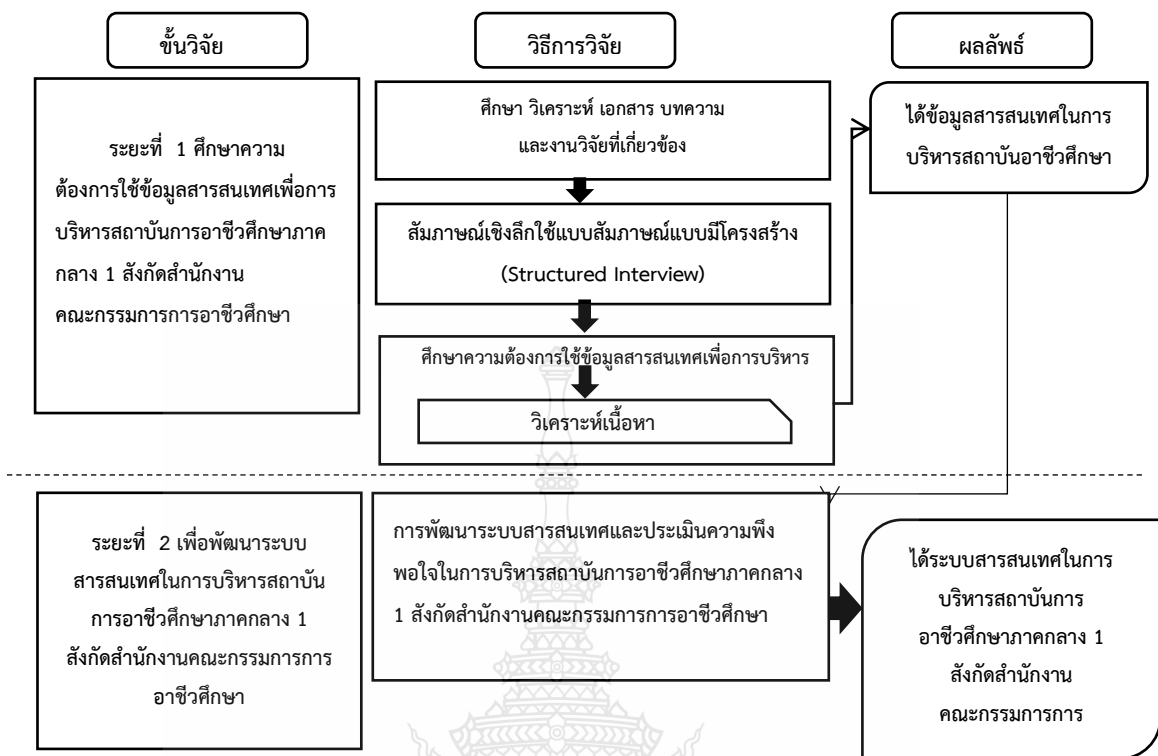 ขั้นวิจัย
วิธีการวิจัย
ผลลัพธ์
ระยะที่ 1 ศึกษาความ
ต้องการใช้ข้อมูลสารสนเทศเพื่อการ
บริหารสถาบันการอาชีวศึกษาภาค
กลาง 1 สังกัดสำนักงาน
คณะกรรมการการอาชีวศึกษา
ศึกษา วิเคราะห์ เอกสาร บทความ
และงานวิจัยที่เกี่ยวข้อง
สัมภาษณ์เชิงลึกใช้แบบสัมภาษณ์แบบมีโครงสร้าง
(Structured Interview)
ศึกษาความต้องการใช้ข้อมูลสารสนเทศเพื่อการบริหาร
วิเคราะห์เนื้อหา
ได้ข้อมูลสารสนเทศในการ
บริหารสถาบันอาชีวศึกษา
ระยะที่ 2 เพื่อพัฒนาระบบ
สารสนเทศในการบริหารสถาบัน
การอาชีวศึกษาภาคกลาง 1
สังกัดสำนักงานคณะกรรมการการ
อาชีวศึกษา
การพัฒนาระบบสารสนเทศและประเมินความพึง
พอใจในการบริหารสถาบันการอาชีวศึกษาภาคกลาง
1 สังกัดสำนักงานคณะกรรมการการอาชีวศึกษา
ได้ระบบสารสนเทศในการ
บริหารสถาบันการ
อาชีวศึกษาภาคกลาง 1
สังกัดสำนักงาน
คณะกรรมการการ